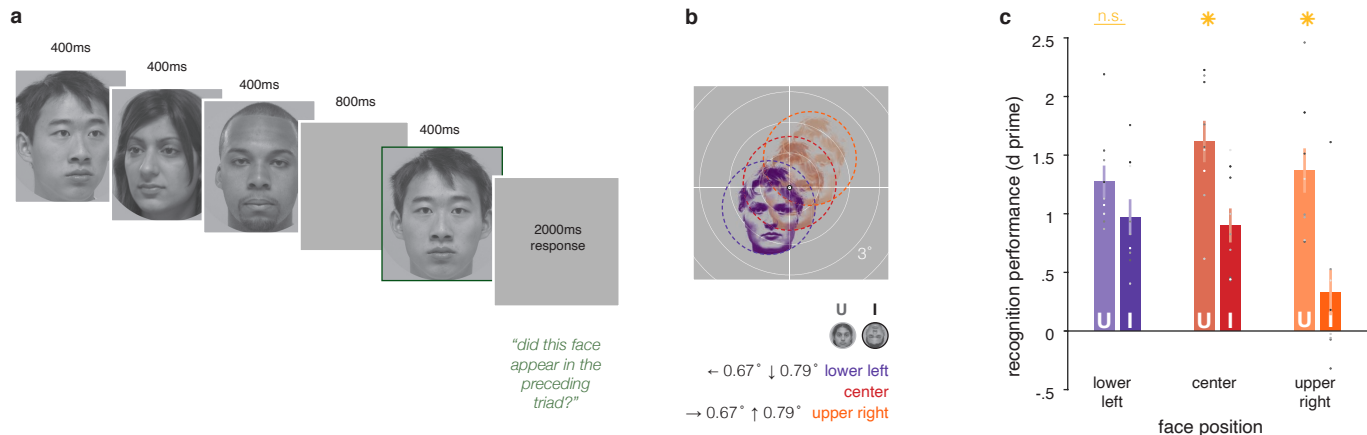 a
400ms
400ms
400ms
800ms
400ms
2000ms
response
"did this face
appear in the
preceding
triad?"
b
3°
U I
← 0.67° ↓ 0.79° lower left
center
→ 0.67° ↑ 0.79° upper right
c
n.s. * *
recognition performance (d prime)
2.5
2
1.5
1
.5
0
-.5
U I U I U I
lower
left
center
upper
right
face position